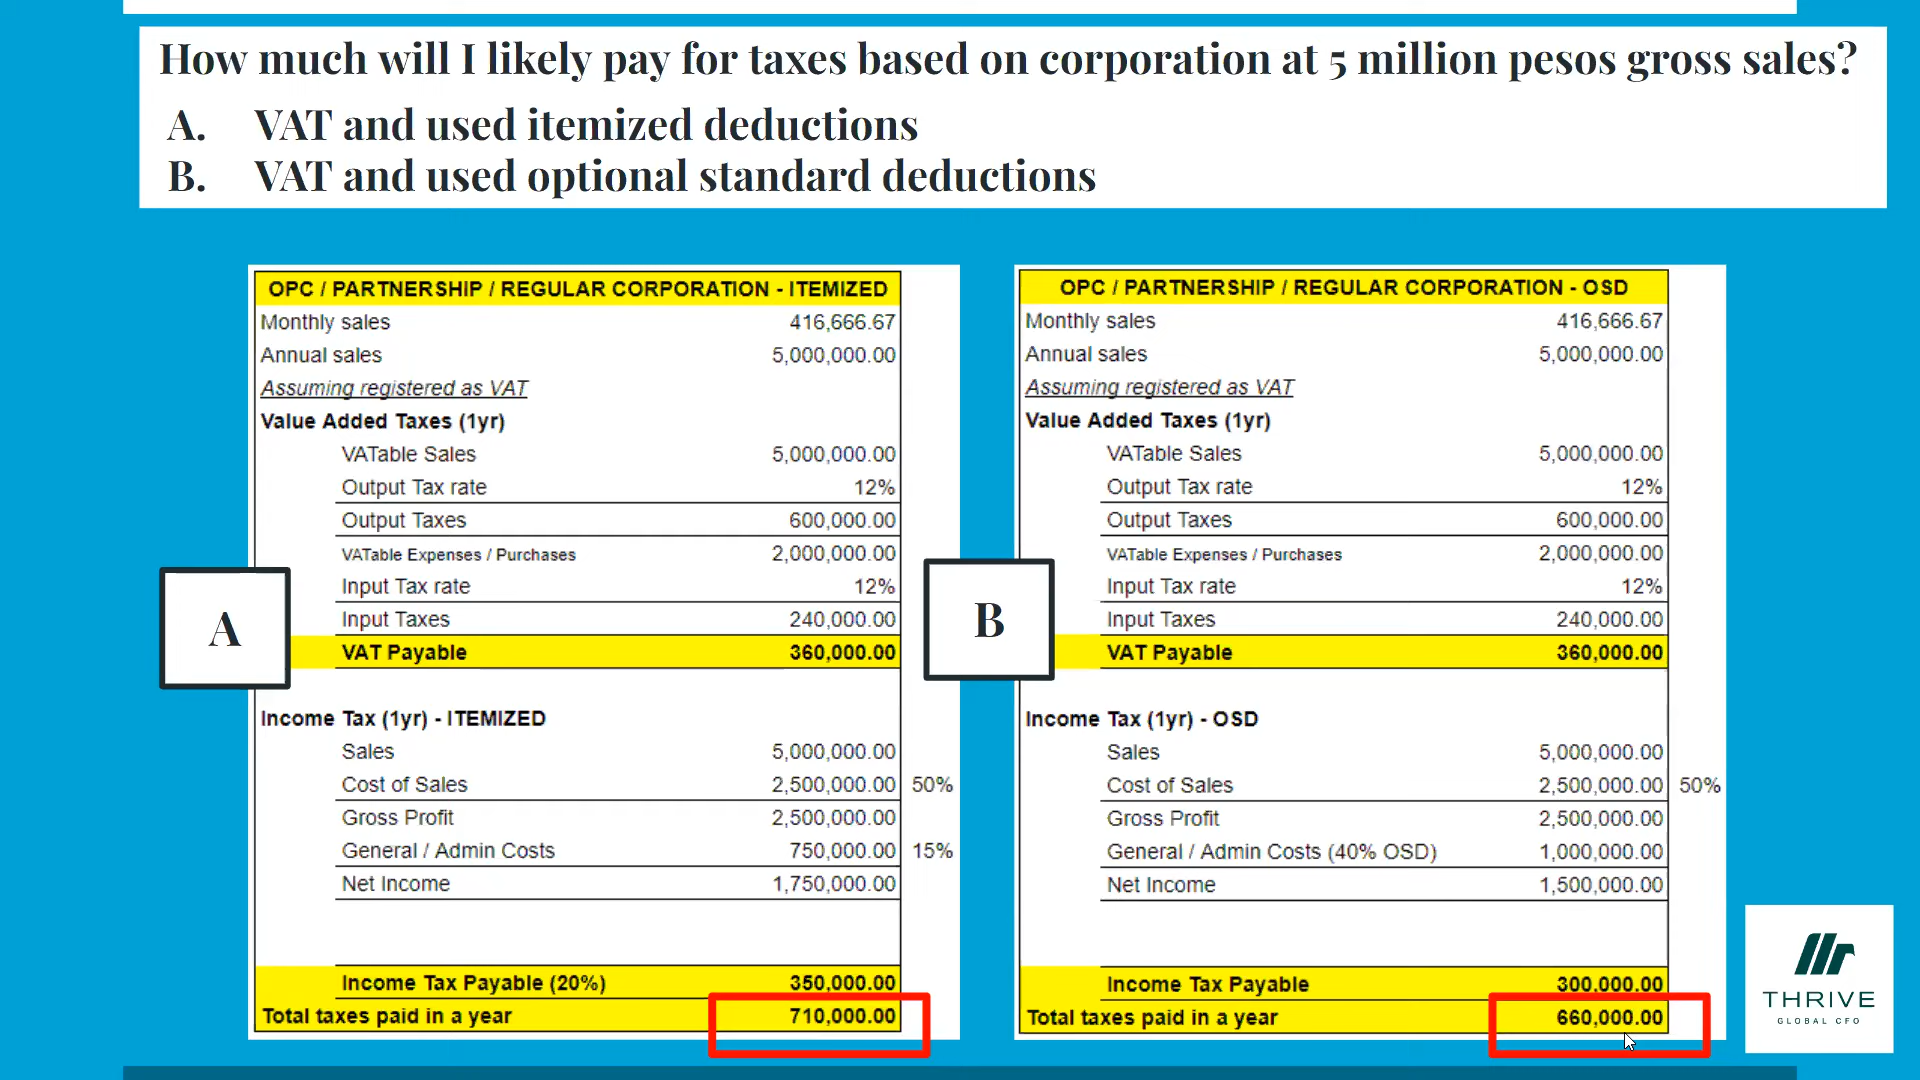 How much will I likely pay for taxes based on corporation at 5 million pesos gross sales?
A. VAT and used itemized deductions
B. VAT and used optional standard deductions
A
OPC / PARTNERSHIP / REGULAR CORPORATION - ITEMIZED
Monthly sales 416,666.67
Annual sales 5,000,000.00
Assuming registered as VAT
Value Added Taxes (1yr)
VATable Sales 5,000,000.00
Output Tax rate 12%
Output Taxes 600,000.00
VATable Expenses / Purchases 2,000,000.00
Input Tax rate 12%
Input Taxes 240,000.00
VAT Payable 360,000.00
Income Tax (1yr) - ITEMIZED
Sales 5,000,000.00
Cost of Sales 2,500,000.00 50%
Gross Profit 2,500,000.00
General / Admin Costs 750,000.00 15%
Net Income 1,750,000.00
Income Tax Payable (20%) 350,000.00
Total taxes paid in a year 710,000.00
B
OPC / PARTNERSHIP / REGULAR CORPORATION - OSD
Monthly sales 416,666.67
Annual sales 5,000,000.00
Assuming registered as VAT
Value Added Taxes (1yr)
VATable Sales 5,000,000.00
Output Tax rate 12%
Output Taxes 600,000.00
VATable Expenses / Purchases 2,000,000.00
Input Tax rate 12%
Input Taxes 240,000.00
VAT Payable 360,000.00
Income Tax (1yr) - OSD
Sales 5,000,000.00
Cost of Sales 2,500,000.00 50%
Gross Profit 2,500,000.00
General / Admin Costs (40% OSD) 1,000,000.00
Net Income 1,500,000.00
Income Tax Payable 300,000.00
Total taxes paid in a year 660,000.00
THRIVE
GLOBAL CFO